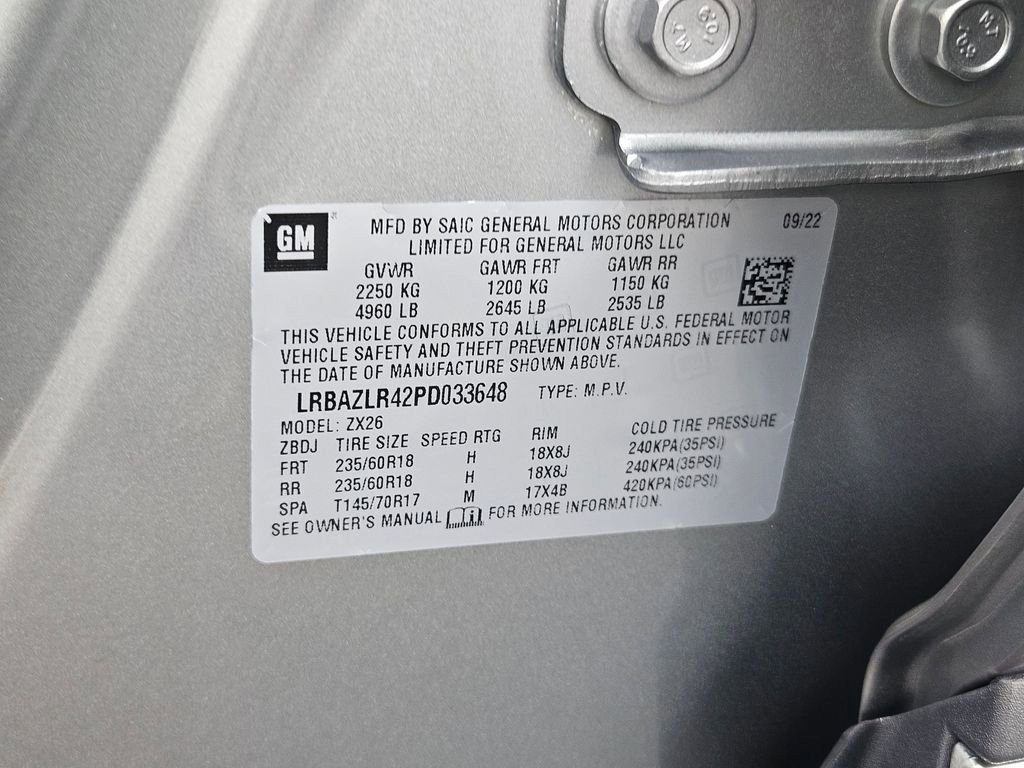 GM
MFD BY SAIC GENERAL MOTORS CORPORATION
LIMITED FOR GENERAL MOTORS LLC
09/22
GVWR GAWR FRT GAWR RR
2250 KG 1200 KG 1150 KG
4960 LB 2645 LB 2535 LB
THIS VEHICLE CONFORMS TO ALL APPLICABLE U.S. FEDERAL MOTOR
VEHICLE SAFETY AND THEFT PREVENTION STANDARDS IN EFFECT ON
THE DATE OF MANUFACTURE SHOWN ABOVE.
LRBAZLR42PD033648 TYPE: M.P.V.
MODEL: ZX26
ZBDJ TIRE SIZE SPEED RTG RIM COLD TIRE PRESSURE
FRT 235/60R18 H 18X8J 240KPA(35PSI)
RR 235/60R18 H 18X8J 240KPA(35PSI)
SPA T145/70R17 M 17X4B 420KPA(60PSI)
SEE OWNER'S MANUAL FOR MORE INFORMATION.